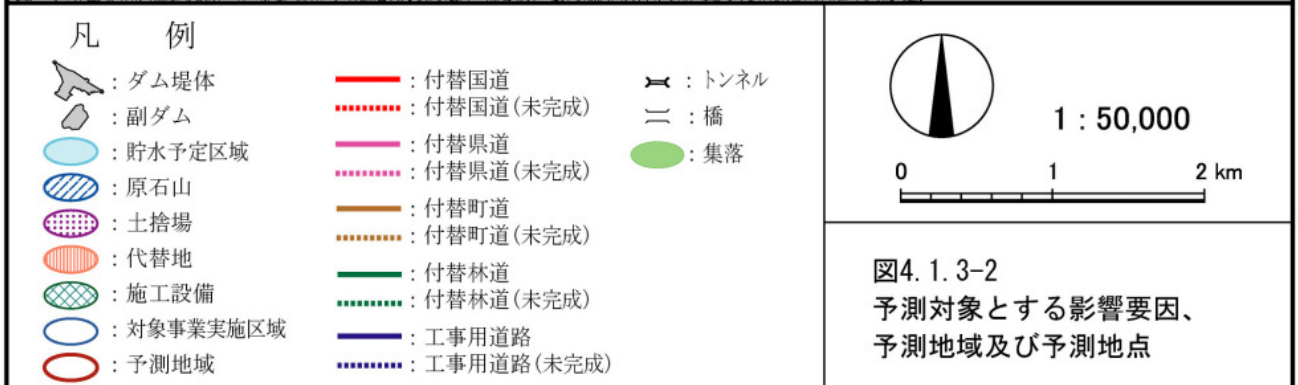 凡 例
: ダム堤体
: 副ダム
: 貯水予定区域
: 原石山
: 土捨場
: 代替地
: 施工設備
: 対象事業実施区域
: 予測地域
: 付替国道
: 付替国道(未完成)
: 付替県道
: 付替県道(未完成)
: 付替町道
: 付替町道(未完成)
: 付替林道
: 付替林道(未完成)
: 工事用道路
: 工事用道路(未完成)
: トンネル
: 橋
: 集落
1 : 50,000
0 1 2 km
図4.1.3-2
予測対象とする影響要因、
予測地域及び予測地点